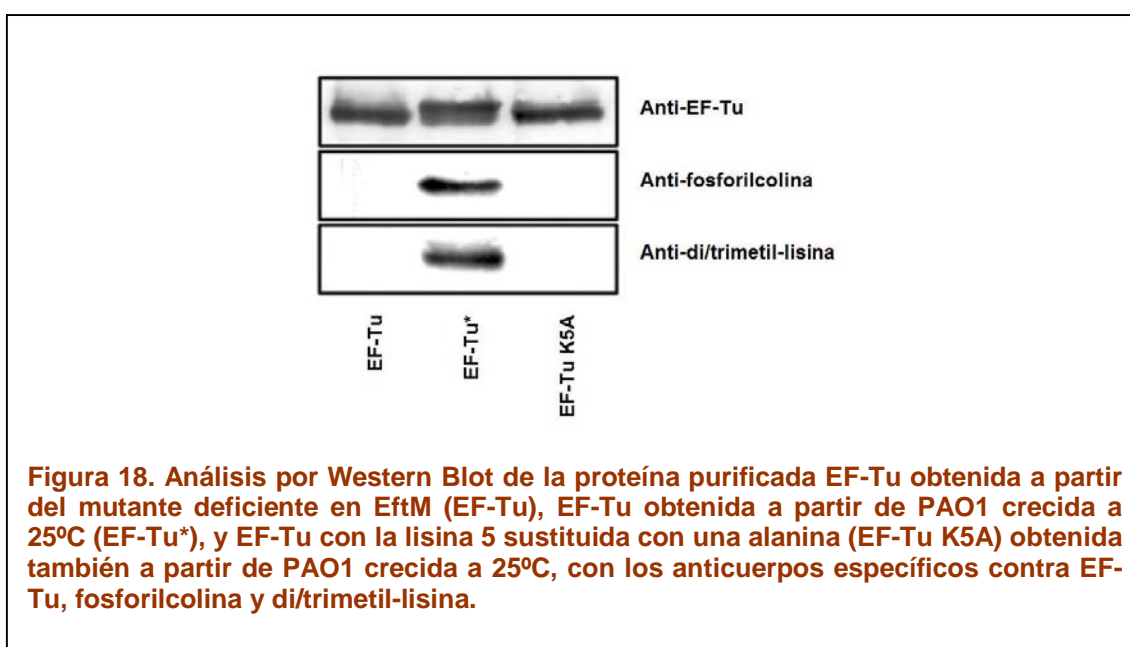 Anti-EF-Tu
Anti-fosforilcolina
Anti-di/trimetil-lisina
EF-Tu
EF-Tu*
EF-Tu K5A
Figura 18. Análisis por Western Blot de la proteína purificada EF-Tu obtenida a partir
del mutante deficiente en EftM (EF-Tu), EF-Tu obtenida a partir de PAO1 crecida a
25ºC (EF-Tu*), y EF-Tu con la lisina 5 sustituida con una alanina (EF-Tu K5A) obtenida
también a partir de PAO1 crecida a 25ºC, con los anticuerpos específicos contra EF-
Tu, fosforilcolina y di/trimetil-lisina.